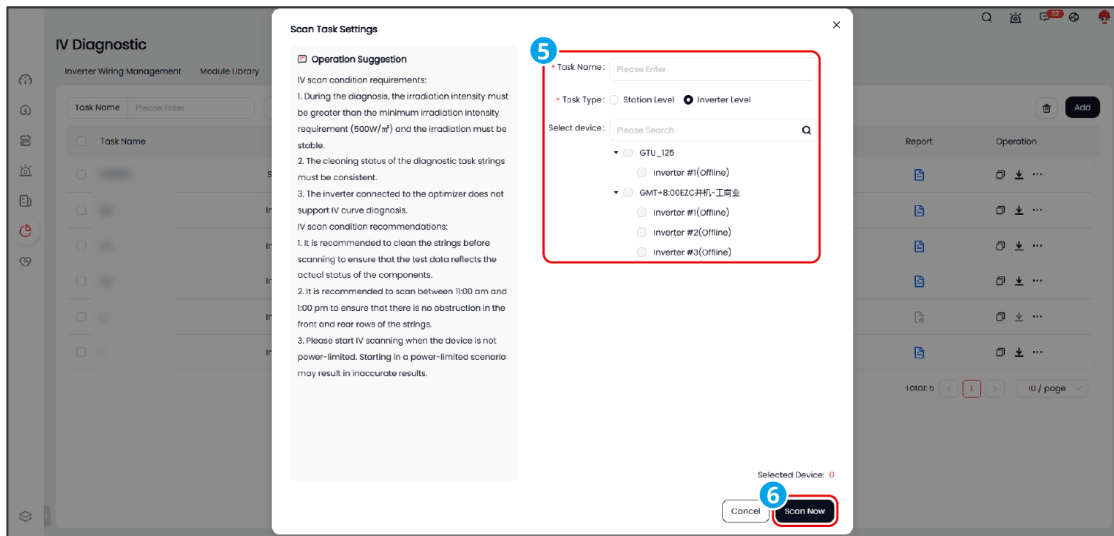 32
IV Diagnostic
Inverter Wiring Management Module Library
Task Name Please Enter
Add
Task Name
Report Operation
Total: 6 < 1 > 10 / page
Scan Task Settings
Operation Suggestion
IV scan condition requirements:
1. During the diagnosis, the irradiation intensity must
be greater than the minimum irradiation intensity
requirement (500W/㎡) and the irradiation must be
stable.
2. The cleaning status of the diagnostic task strings
must be consistent.
3. The inverter connected to the optimizer does not
support IV curve diagnosis.
IV scan condition recommendations:
1. It is recommended to clean the strings before
scanning to ensure that the test data reflects the
actual status of the components.
2. It is recommended to scan between 11:00 am and
1:00 pm to ensure that there is no obstruction in the
front and rear rows of the strings.
3. Please start IV scanning when the device is not
power-limited. Starting in a power-limited scenario
may result in inaccurate results.
5
* Task Name: Please Enter
* Task Type: Station Level Inverter Level
Select device: Please Search
GTU_125
Inverter #1(Offline)
GMT+8:00EZC并机-工商业
Inverter #1(Offline)
Inverter #2(Offline)
Inverter #3(Offline)
Selected Device: 0
6
Cancel Scan Now